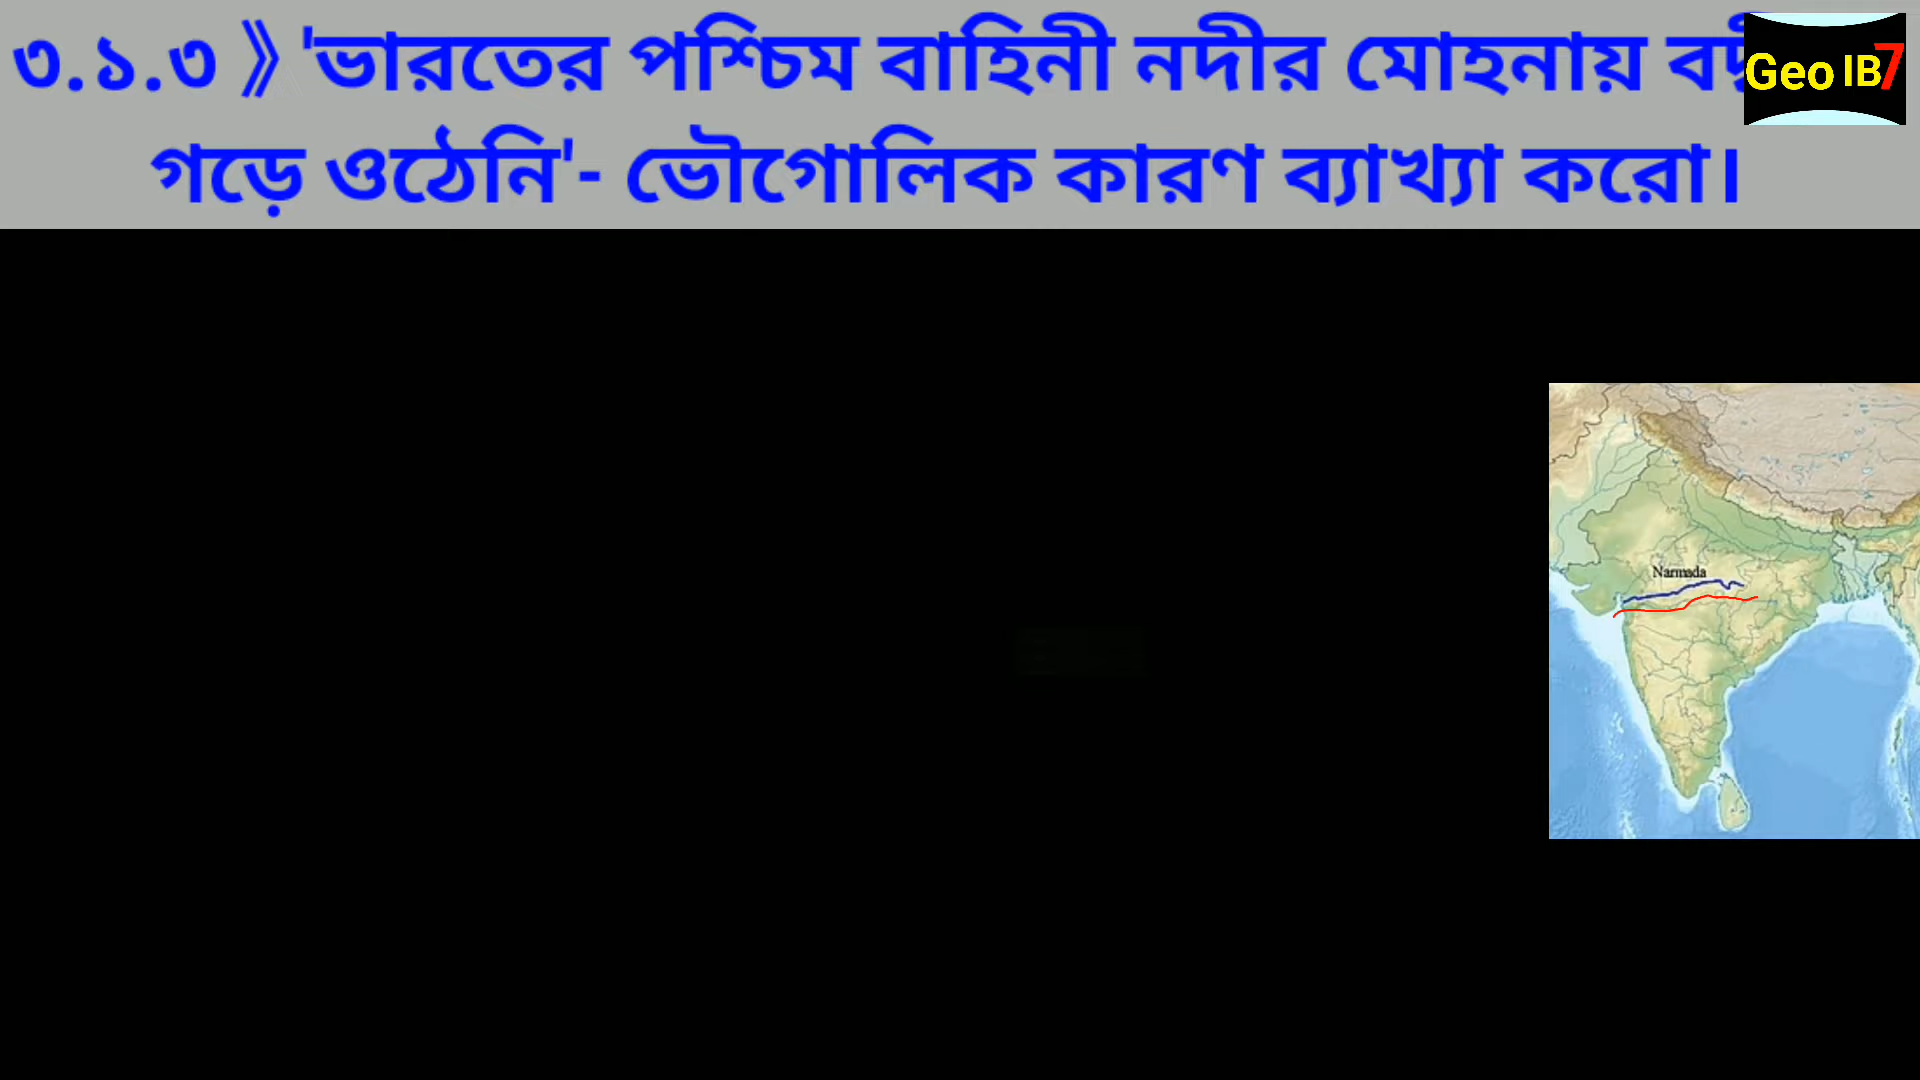 ৩.১.৩ 》'ভারতের পশ্চিম বাহিনী নদীর মোহনায়
Geo IB7
গড়ে ওঠেনি'- ভৌগোলিক কারণ ব্যাখ্যা করো।
Narmada